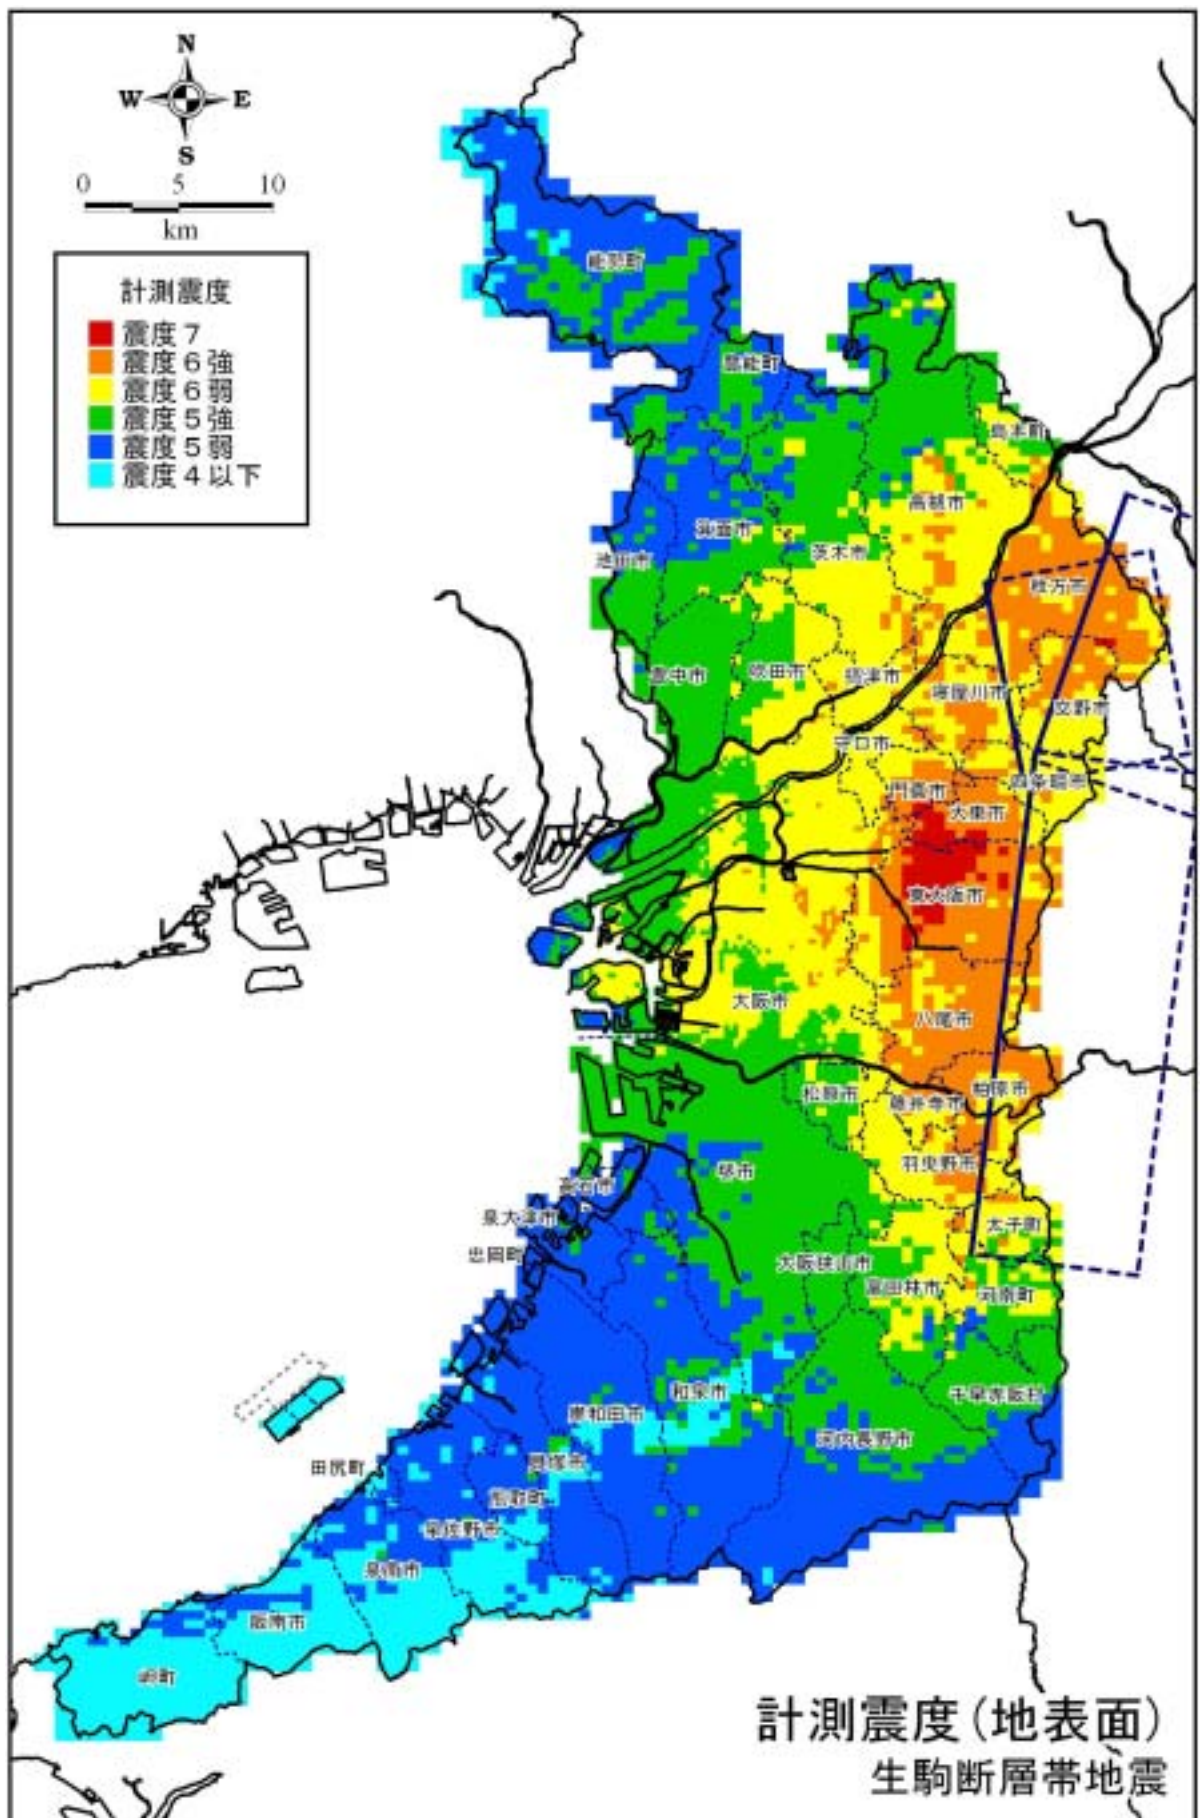 N
W E
S
0 5 10
km
計測震度
震度7
震度6強
震度6弱
震度5強
震度5弱
震度4以下
能勢町
豊能町
島本町
高槻市
箕面市
茨木市
池田市
枚方市
豊中市
吹田市
摂津市
寝屋川市
交野市
守口市
四条畷市
門真市
大東市
東大阪市
大阪市
八尾市
松原市
柏原市
藤井寺市
羽曳野市
堺市
高石市
泉大津市
太子町
忠岡町
大阪狭山市
富田林市
河南町
和泉市
千早赤阪村
岸和田市
河内長野市
貝塚市
田尻町
熊取町
泉佐野市
泉南市
阪南市
岬町
計測震度(地表面)
生駒断層帯地震